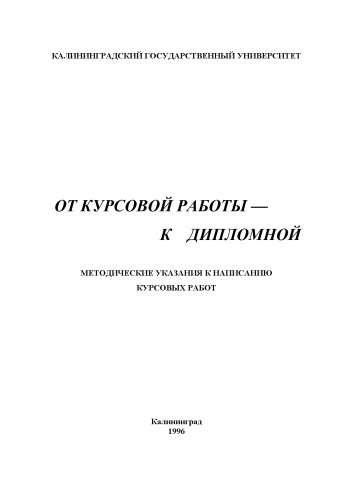 КАЛИНИНГРАДСКИЙ ГОСУДАРСТВЕННЫЙ УНИВЕРСИТЕТ
ОТ КУРСОВОЙ РАБОТЫ —
К ДИПЛОМНОЙ
МЕТОДИЧЕСКИЕ УКАЗАНИЯ К НАПИСАНИЮ
КУРСОВЫХ РАБОТ
Калининград
1996